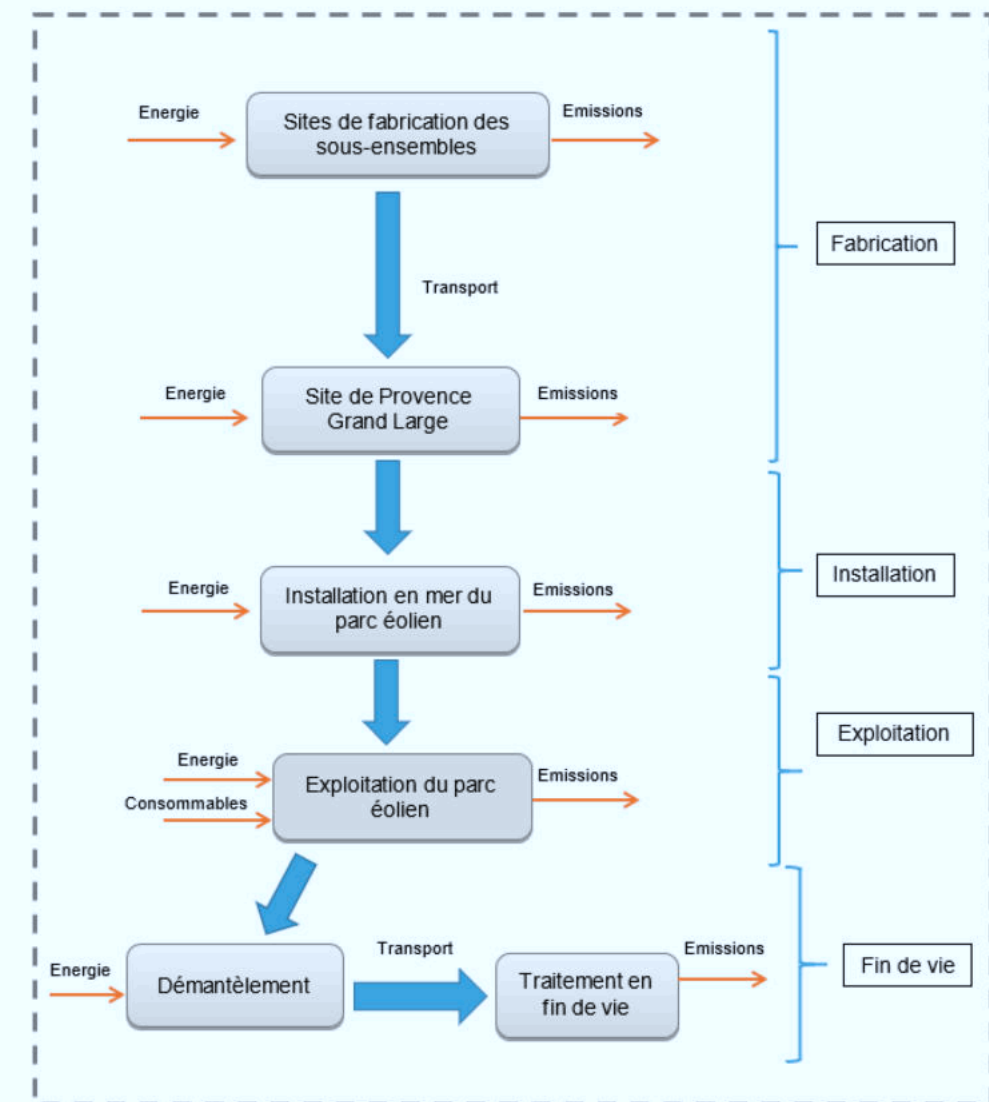 Energie
Sites de fabrication des
sous-ensembles
Emissions
Fabrication
Transport
Energie
Site de Provence
Grand Large
Emissions
Energie
Installation en mer du
parc éolien
Emissions
Installation
Energie
Consommables
Exploitation du parc
éolien
Emissions
Exploitation
Energie
Démantèlement
Transport
Traitement en
fin de vie
Emissions
Fin de vie